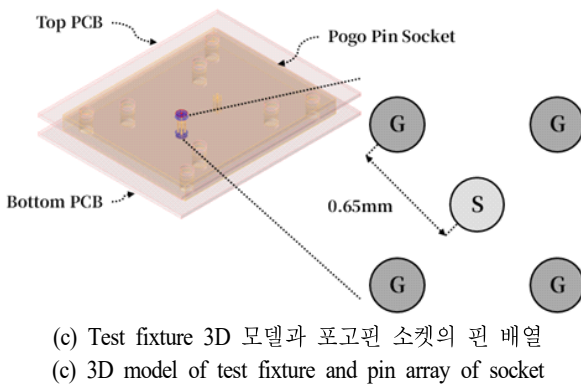 Top PCB
Pogo Pin Socket
G
G
0.65mm
S
Bottom PCB
G
G
(c) Test fixture 3D 모델과 포고핀 소켓의 핀 배열
(c) 3D model of test fixture and pin array of socket